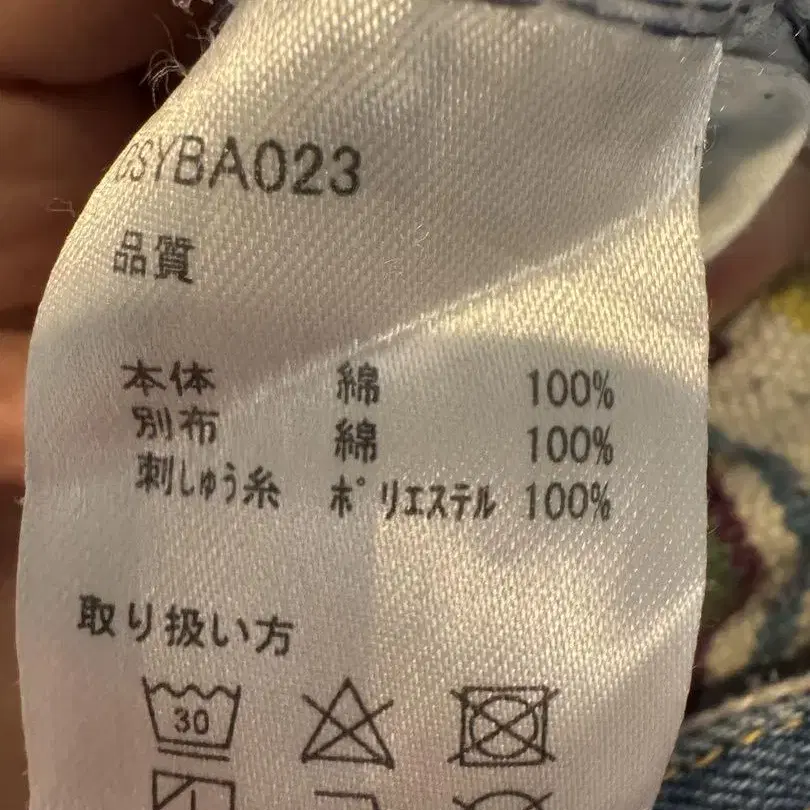 CSYBA023
品質
本体 綿 100%
別布 綿 100%
刺しゅう糸 ポリエステル 100%
取り扱い方
30